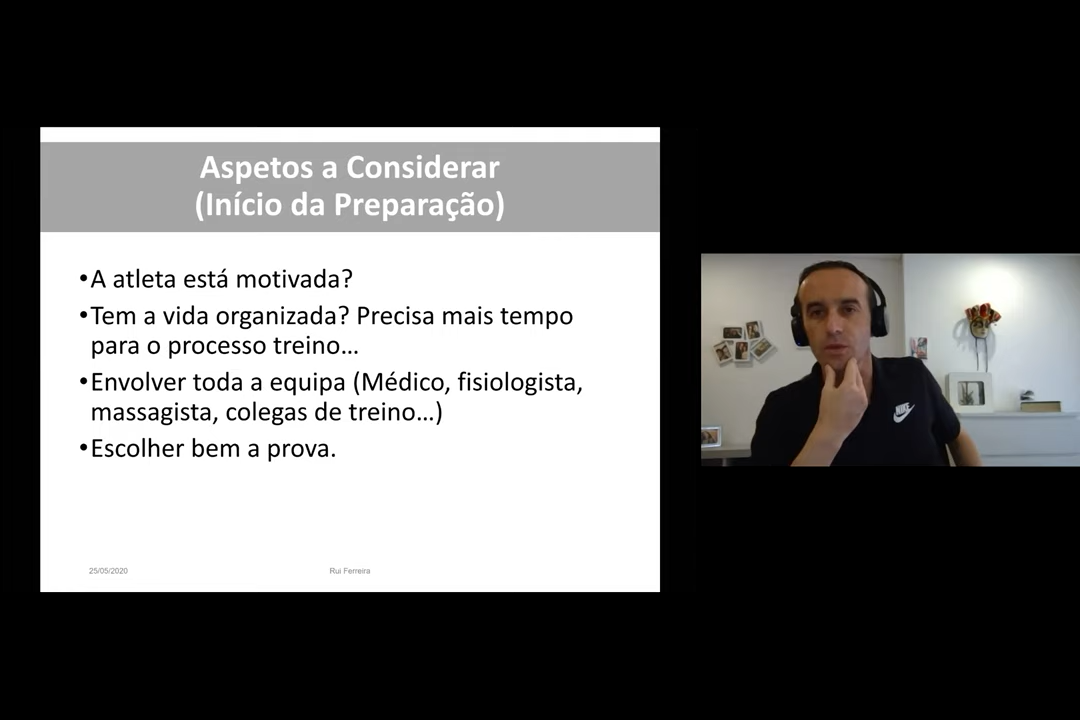 Aspetos a Considerar
(Início da Preparação)
•A atleta está motivada?
•Tem a vida organizada? Precisa mais tempo
para o processo treino...
•Envolver toda a equipa (Médico, fisiologista,
massagista, colegas de treino...)
•Escolher bem a prova.
25/05/2020
Rui Ferreira
NIKE